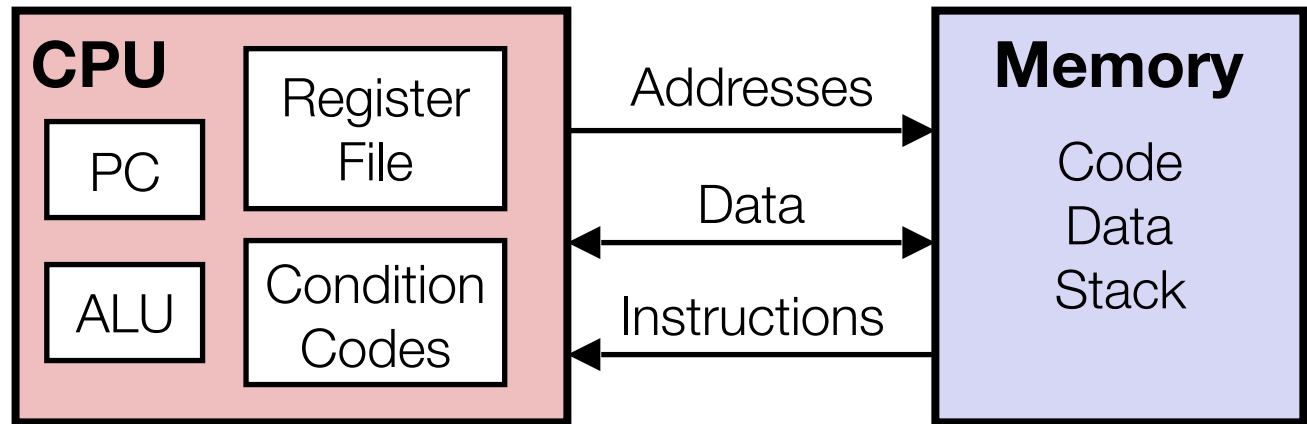 CPU
Register
File
PC
ALU
Condition
Codes
Addresses
Data
Instructions
Memory
Code
Data
Stack